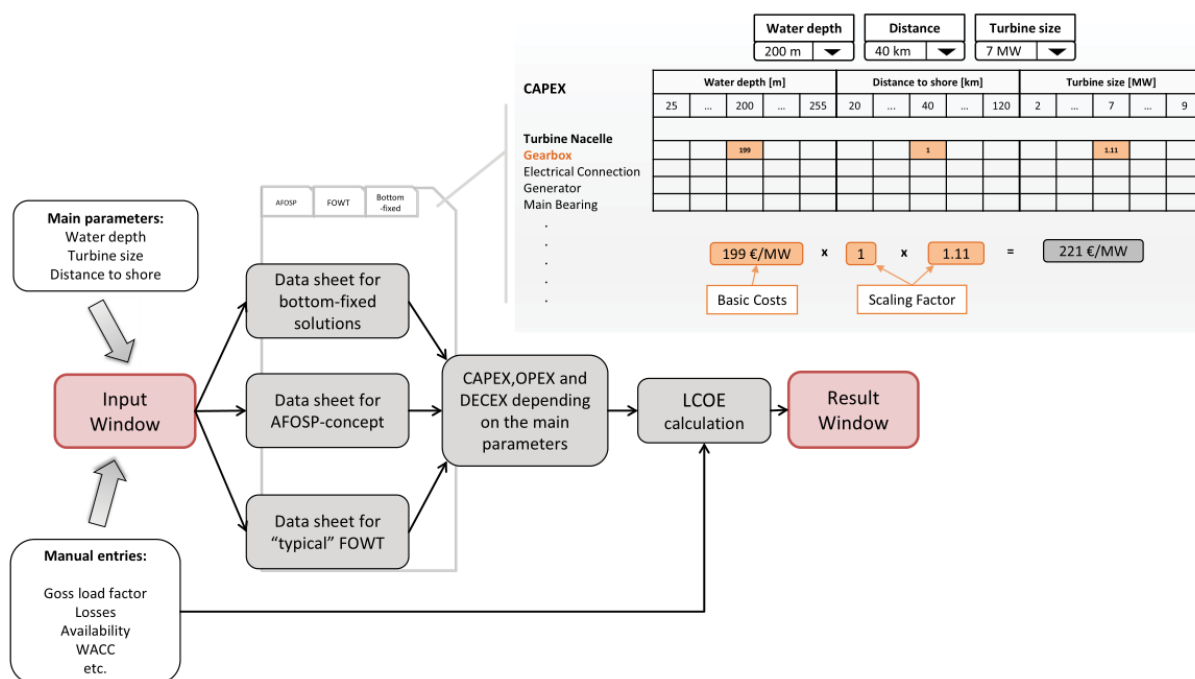 Water depth
Distance
Turbine size
200 m
40 km
7 MW
CAPEX
Water depth [m]
Distance to shore [km]
Turbine size [MW]
25 ... 200 ... 255 20 ... 40 ... 120 2 ... 7 ... 9
Turbine Nacelle
Gearbox 199 1 1.11
Electrical Connection
Generator
Main Bearing
199 €/MW x 1 x 1.11 = 221 €/MW
Basic Costs
Scaling Factor
AFOSP
FOWT
Bottom
-fixed
Main parameters:
Water depth
Turbine size
Distance to shore
Data sheet for
bottom-fixed
solutions
Input
Window
Data sheet for
AFOSP-concept
CAPEX,OPEX and
DECEX depending
on the main
parameters
LCOE
calculation
Result
Window
Data sheet for
“typical” FOWT
Manual entries:
Goss load factor
Losses
Availability
WACC
etc.